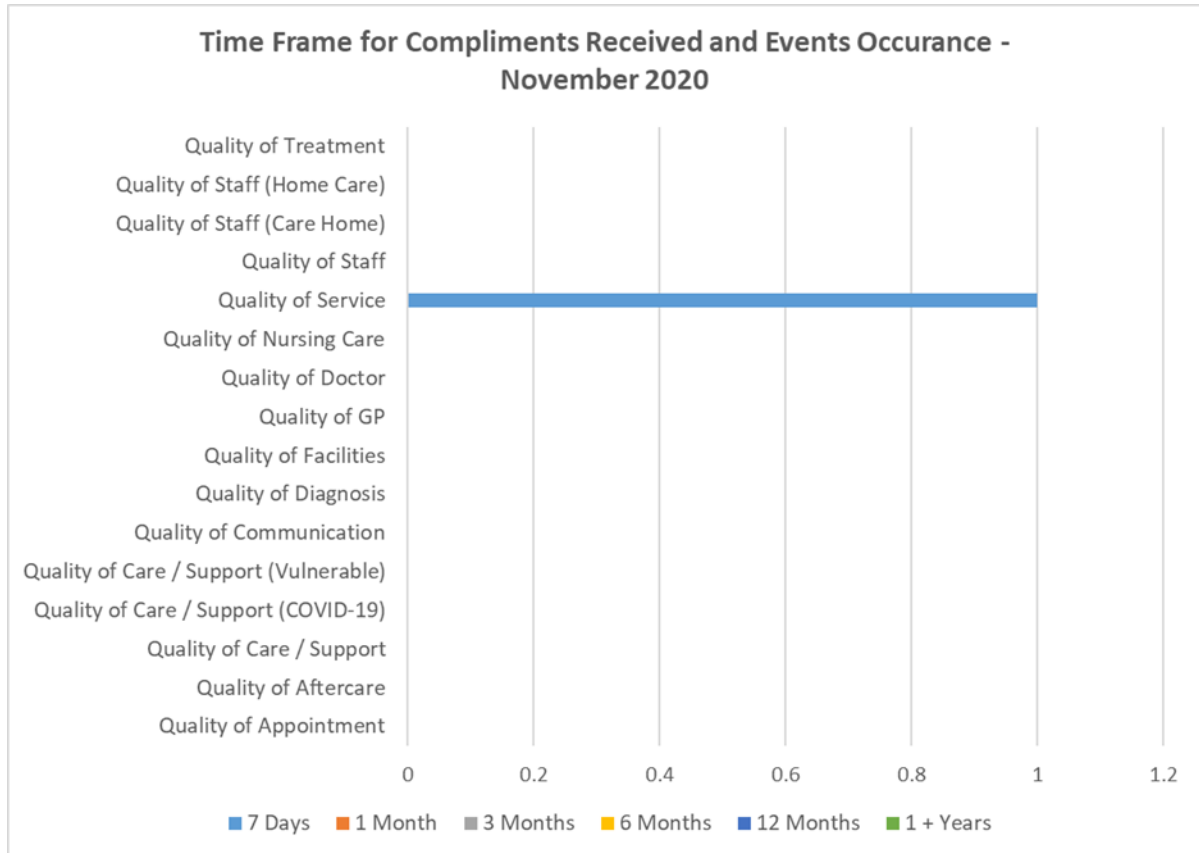 Time Frame for Compliments Received and Events Occurance -
November 2020
Quality of Treatment
Quality of Staff (Home Care)
Quality of Staff (Care Home)
Quality of Staff
Quality of Service
Quality of Nursing Care
Quality of Doctor
Quality of GP
Quality of Facilities
Quality of Diagnosis
Quality of Communication
Quality of Care / Support (Vulnerable)
Quality of Care / Support (COVID-19)
Quality of Care / Support
Quality of Aftercare
Quality of Appointment
0 0.2 0.4 0.6 0.8 1 1.2
7 Days 1 Month 3 Months 6 Months 12 Months 1 + Years